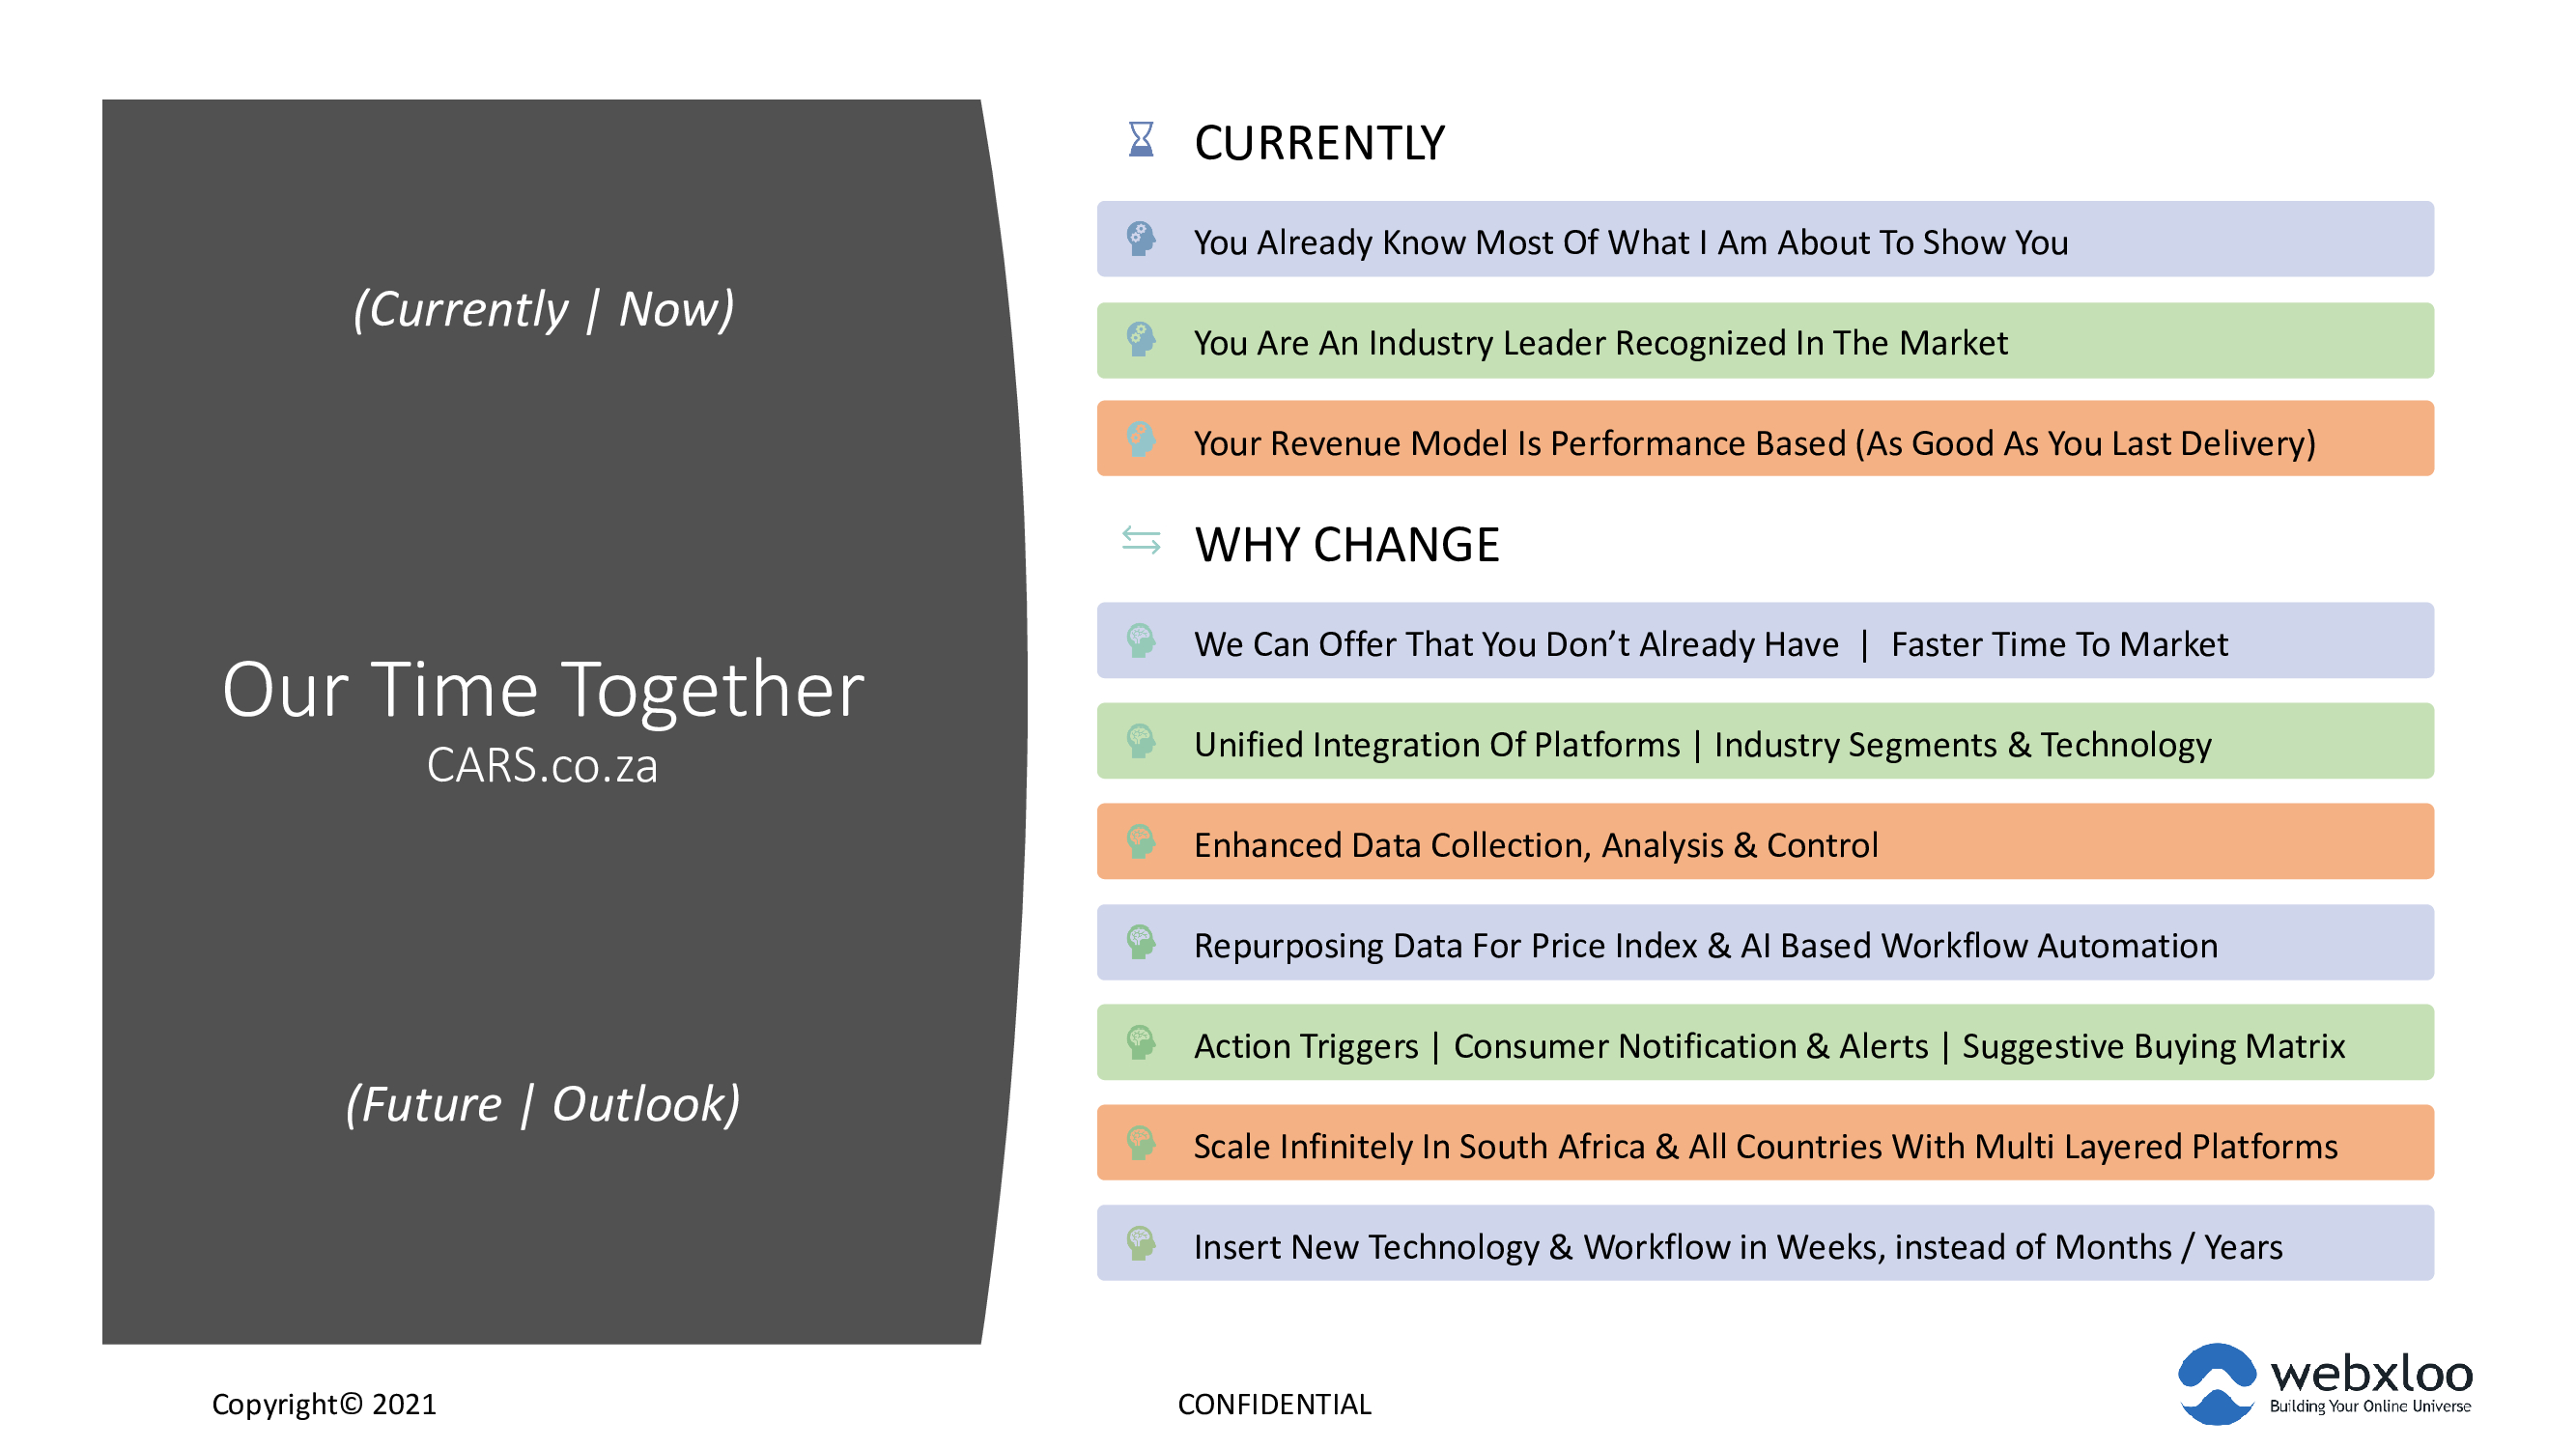 (Currently | Now)
Our Time Together
CARS.co.za
(Future | Outlook)
CURRENTLY
You Already Know Most Of What I Am About To Show You
You Are An Industry Leader Recognized In The Market
Your Revenue Model Is Performance Based (As Good As You Last Delivery)
WHY CHANGE
We Can Offer That You Don’t Already Have | Faster Time To Market
Unified Integration Of Platforms | Industry Segments & Technology
Enhanced Data Collection, Analysis & Control
Repurposing Data For Price Index & AI Based Workflow Automation
Action Triggers | Consumer Notification & Alerts | Suggestive Buying Matrix
Scale Infinitely In South Africa & All Countries With Multi Layered Platforms
Insert New Technology & Workflow in Weeks, instead of Months / Years
Copyright© 2021
CONFIDENTIAL
webxloo
Building Your Online Universe